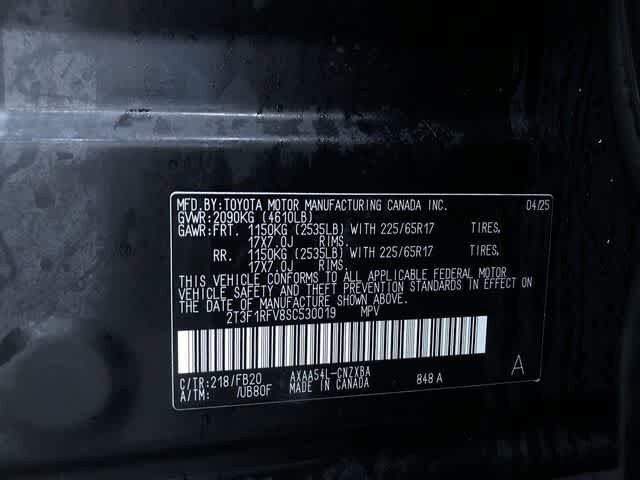 MFD.BY:TOYOTA MOTOR MANUFACTURING CANADA INC. 04/25
GVWR:2090KG (4610LB)
GAWR:FRT. 1150KG (2535LB) WITH 225/65R17 TIRES,
17X7.0J RIMS.
RR. 1150KG (2535LB) WITH 225/65R17 TIRES,
17X7.0J RIMS.
THIS VEHICLE CONFORMS TO ALL APPLICABLE FEDERAL MOTOR
VEHICLE SAFETY AND THEFT PREVENTION STANDARDS IN EFFECT ON THE
DATE OF MANUFACTURE SHOWN ABOVE.
2T3F1RFV8SC530019 MPV
C/TR:218/FB20 AXAA54L-CNZXBA 848 A A
A/TM: /UB80F MADE IN CANADA